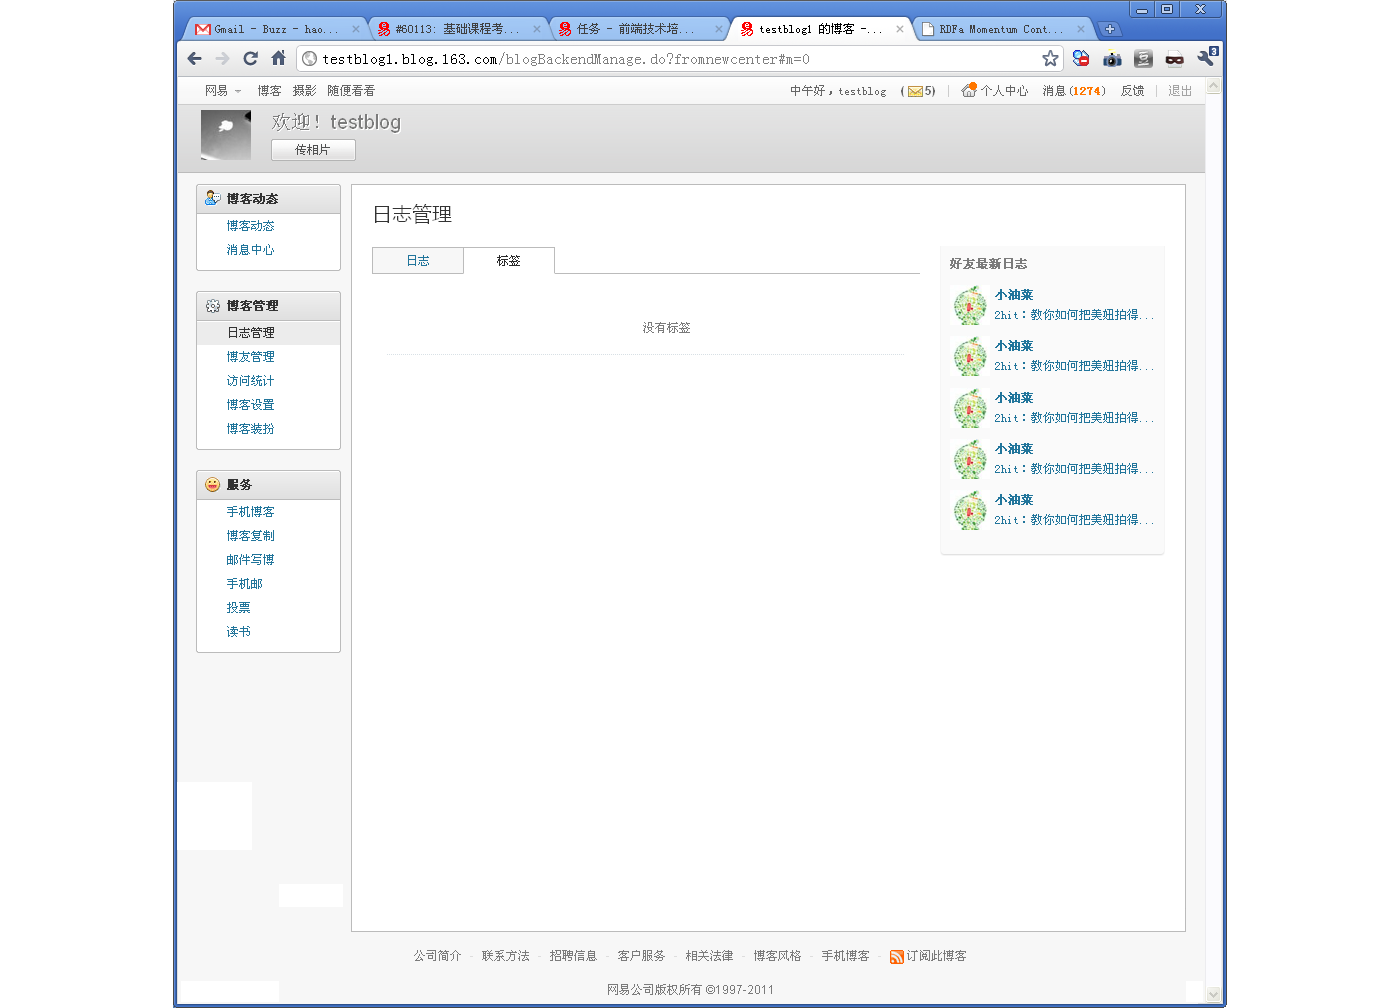 Gmail - Buzz - hao...
#60113: 基础课程考...
任务 - 前端技术培...
testblog1 的博客 -...
RDFa Momentum Cont...
testblog1.blog.163.com/blogBackendManage.do?fromnewcenter#m=0
网易 博客 摄影 随便看看
中午好，testblog (5) 个人中心 消息(1274) 反馈 退出
欢迎！testblog
传相片
博客动态
博客动态
消息中心
博客管理
日志管理
博友管理
访问统计
博客设置
博客装扮
服务
手机博客
博客复制
邮件写博
手机邮
投票
读书
日志管理
日志 标签
没有标签
好友最新日志
小油菜
2hit：教你如何把美妞拍得...
小油菜
2hit：教你如何把美妞拍得...
小油菜
2hit：教你如何把美妞拍得...
小油菜
2hit：教你如何把美妞拍得...
小油菜
2hit：教你如何把美妞拍得...
公司简介 - 联系方法 - 招聘信息 - 客户服务 - 相关法律 - 博客风格 - 手机博客 - 订阅此博客
网易公司版权所有 ©1997-2011